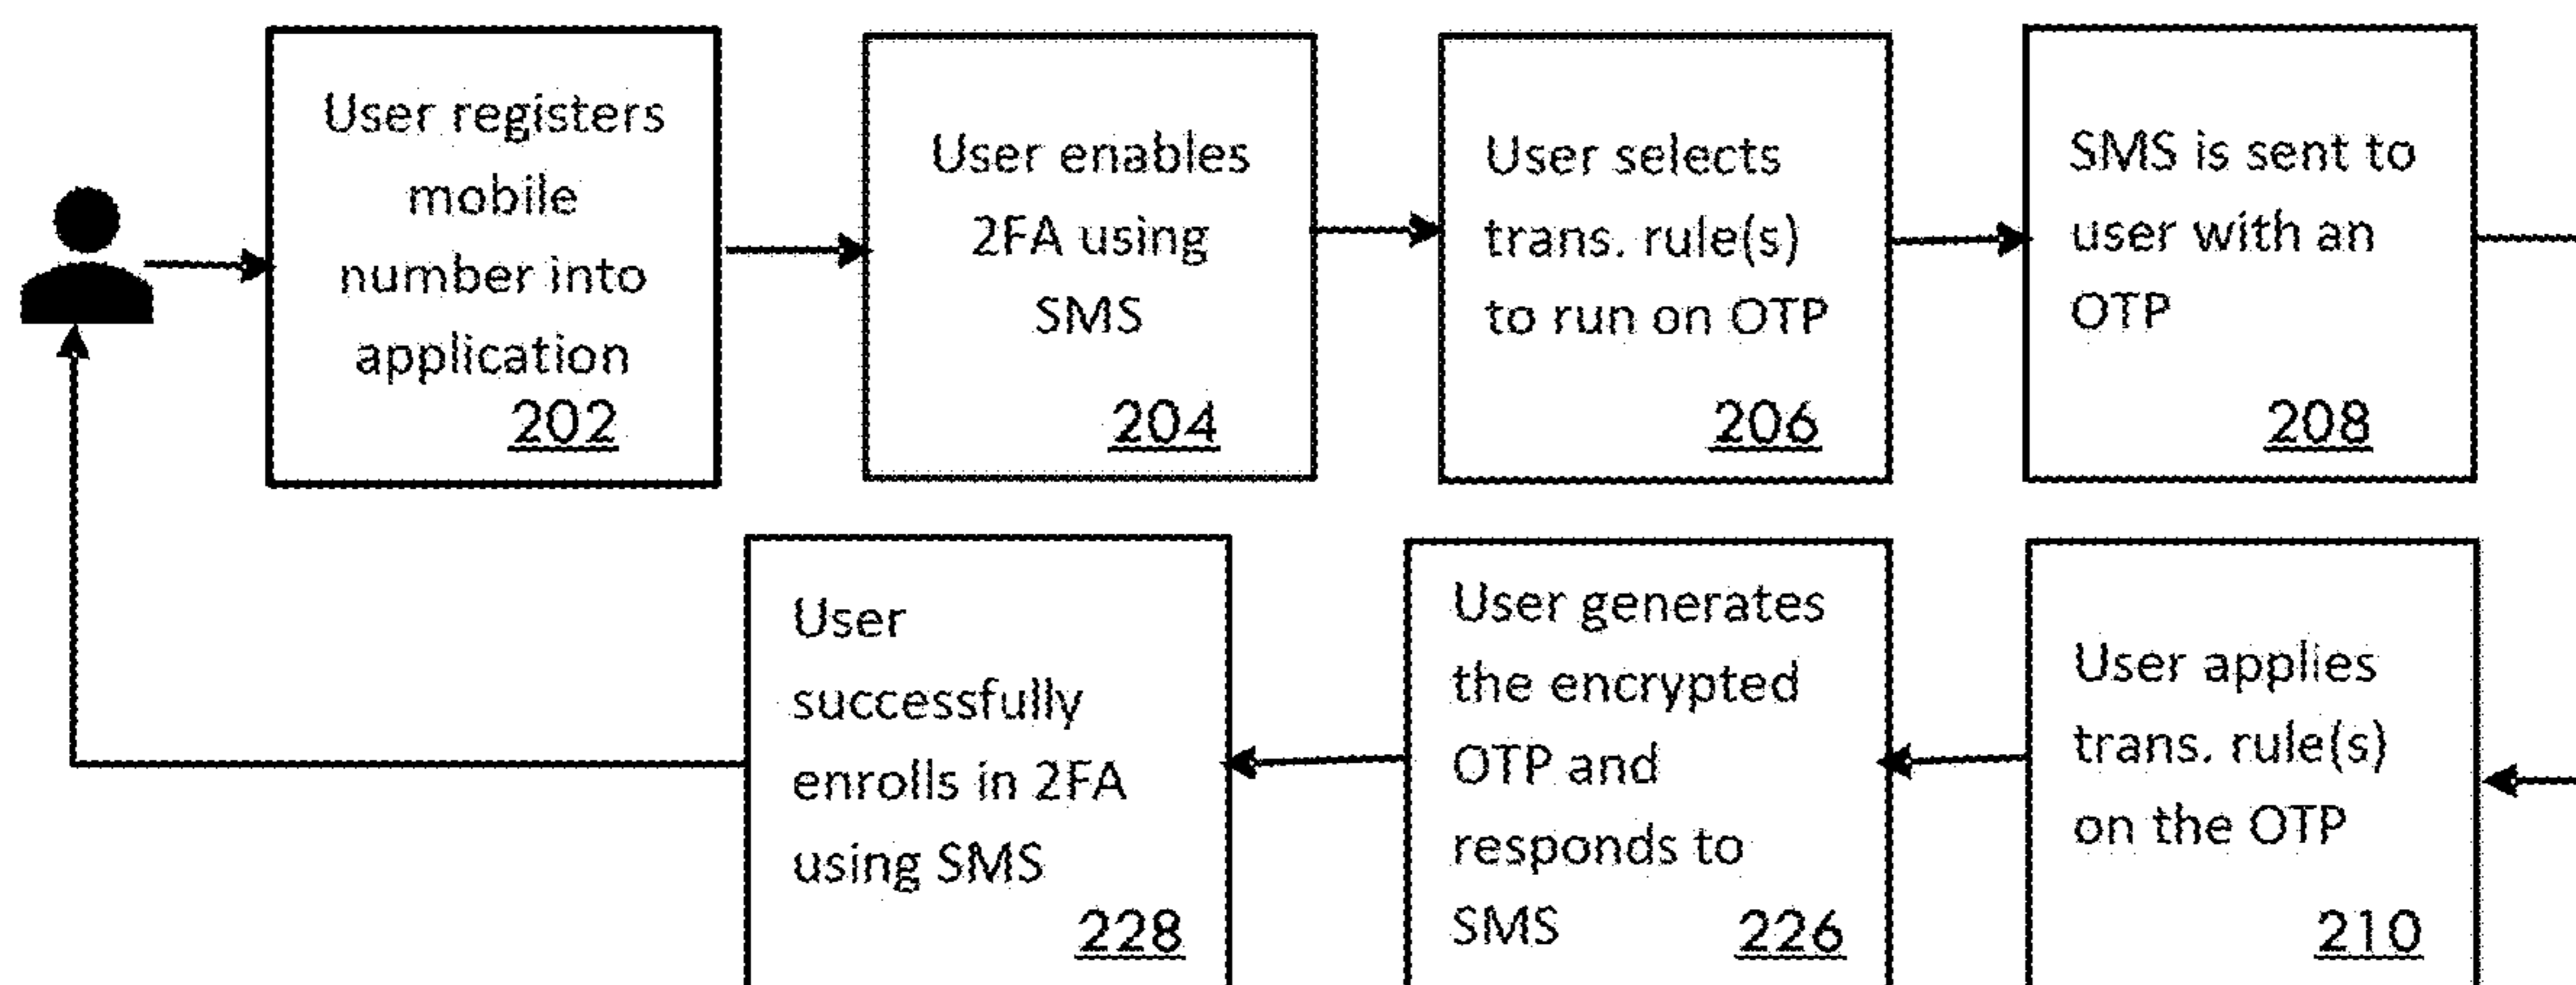 User registers
mobile
number into
application
202
User enables
2FA using
SMS
204
User selects
trans. rule(s)
to run on OTP
206
SMS is sent to
user with an
OTP
208
User applies
trans. rule(s)
on the OTP
210
User generates
the encrypted
OTP and
responds to
SMS 226
User
successfully
enrolls in 2FA
using SMS
228